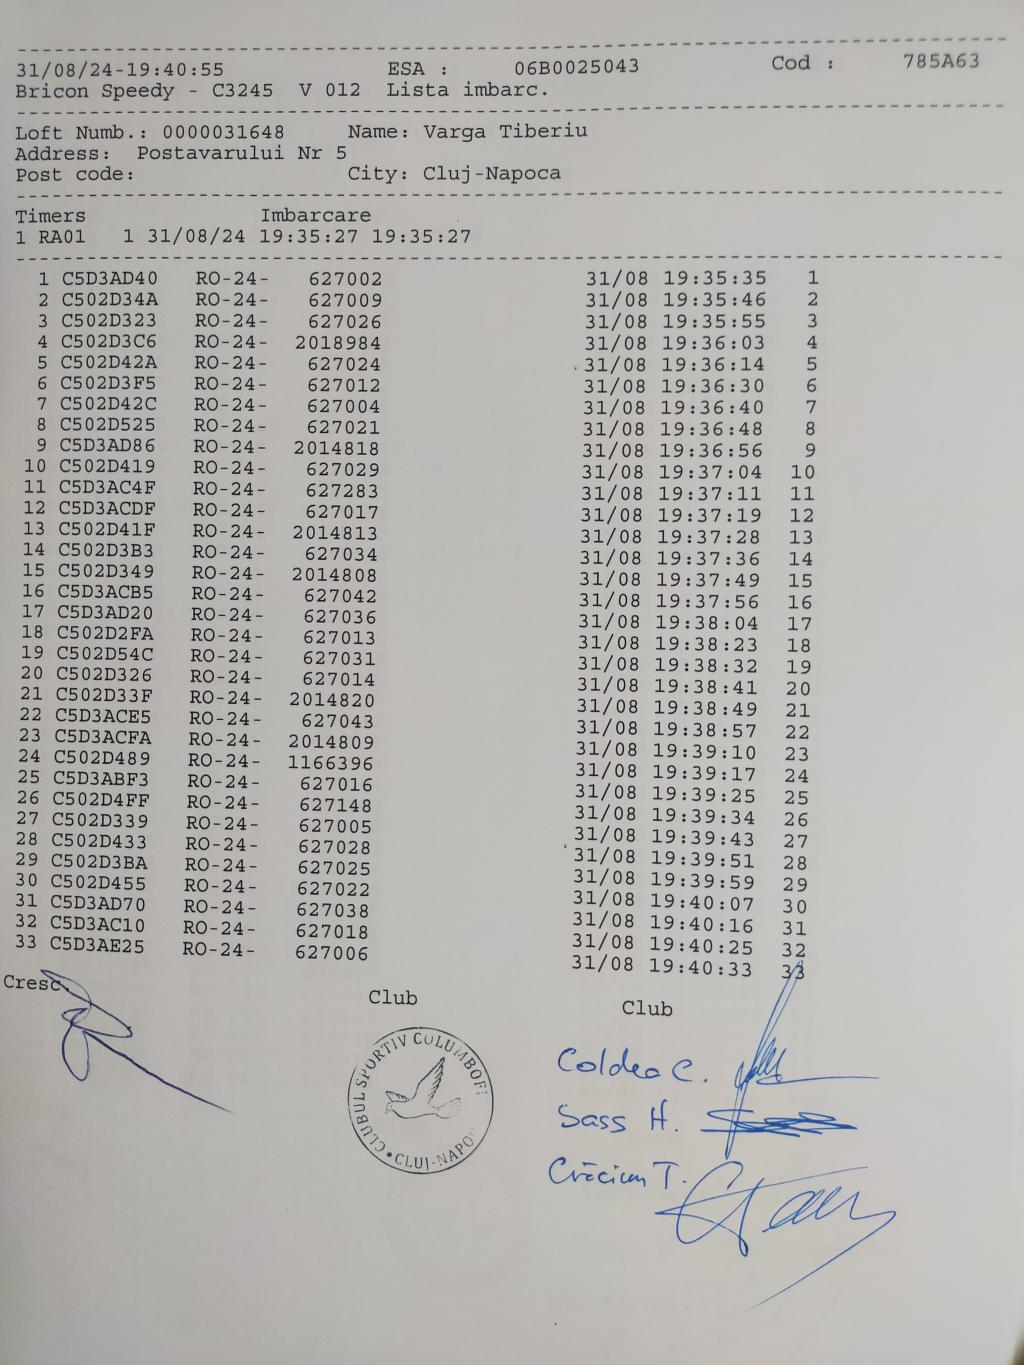 31/08/24-19:40:55 ESA : 06B0025043 Cod : 785A63
Bricon Speedy - C3245 V 012 Lista imbarc.
Loft Numb.: 0000031648 Name: Varga Tiberiu
Address: Postavarului Nr 5
Post code: City: Cluj-Napoca
Timers Imbarcare
1 RA01 1 31/08/24 19:35:27 19:35:27
1 C5D3AD40 RO-24- 627002 31/08 19:35:35 1
2 C502D34A RO-24- 627009 31/08 19:35:46 2
3 C502D323 RO-24- 627026 31/08 19:35:55 3
4 C502D3C6 RO-24- 2018984 31/08 19:36:03 4
5 C502D42A RO-24- 627024 31/08 19:36:14 5
6 C502D3F5 RO-24- 627012 31/08 19:36:30 6
7 C502D42C RO-24- 627004 31/08 19:36:40 7
8 C502D525 RO-24- 627021 31/08 19:36:48 8
9 C5D3AD86 RO-24- 2014818 31/08 19:36:56 9
10 C502D419 RO-24- 627029 31/08 19:37:04 10
11 C5D3AC4F RO-24- 627283 31/08 19:37:11 11
12 C5D3ACDF RO-24- 627017 31/08 19:37:19 12
13 C502D41F RO-24- 2014813 31/08 19:37:28 13
14 C502D3B3 RO-24- 627034 31/08 19:37:36 14
15 C502D349 RO-24- 2014808 31/08 19:37:49 15
16 C5D3ACB5 RO-24- 627042 31/08 19:37:56 16
17 C5D3AD20 RO-24- 627036 31/08 19:38:04 17
18 C502D2FA RO-24- 627013 31/08 19:38:23 18
19 C502D54C RO-24- 627031 31/08 19:38:32 19
20 C502D326 RO-24- 627014 31/08 19:38:41 20
21 C502D33F RO-24- 2014820 31/08 19:38:49 21
22 C5D3ACE5 RO-24- 627043 31/08 19:38:57 22
23 C5D3ACFA RO-24- 2014809 31/08 19:39:10 23
24 C502D489 RO-24- 1166396 31/08 19:39:17 24
25 C5D3ABF3 RO-24- 627016 31/08 19:39:25 25
26 C502D4FF RO-24- 627148 31/08 19:39:34 26
27 C502D339 RO-24- 627005 31/08 19:39:43 27
28 C502D433 RO-24- 627028 31/08 19:39:51 28
29 C502D3BA RO-24- 627025 31/08 19:39:59 29
30 C502D455 RO-24- 627022 31/08 19:40:07 30
31 C5D3AD70 RO-24- 627038 31/08 19:40:16 31
32 C5D3AC10 RO-24- 627018 31/08 19:40:25 32
33 C5D3AE25 RO-24- 627006 31/08 19:40:33 33
Cresc. Club Club
CLUBUL SPORTIV COLUMBOFI
CLUJ-NAPO
Coldea C.
Sass H.
Crăciun T.